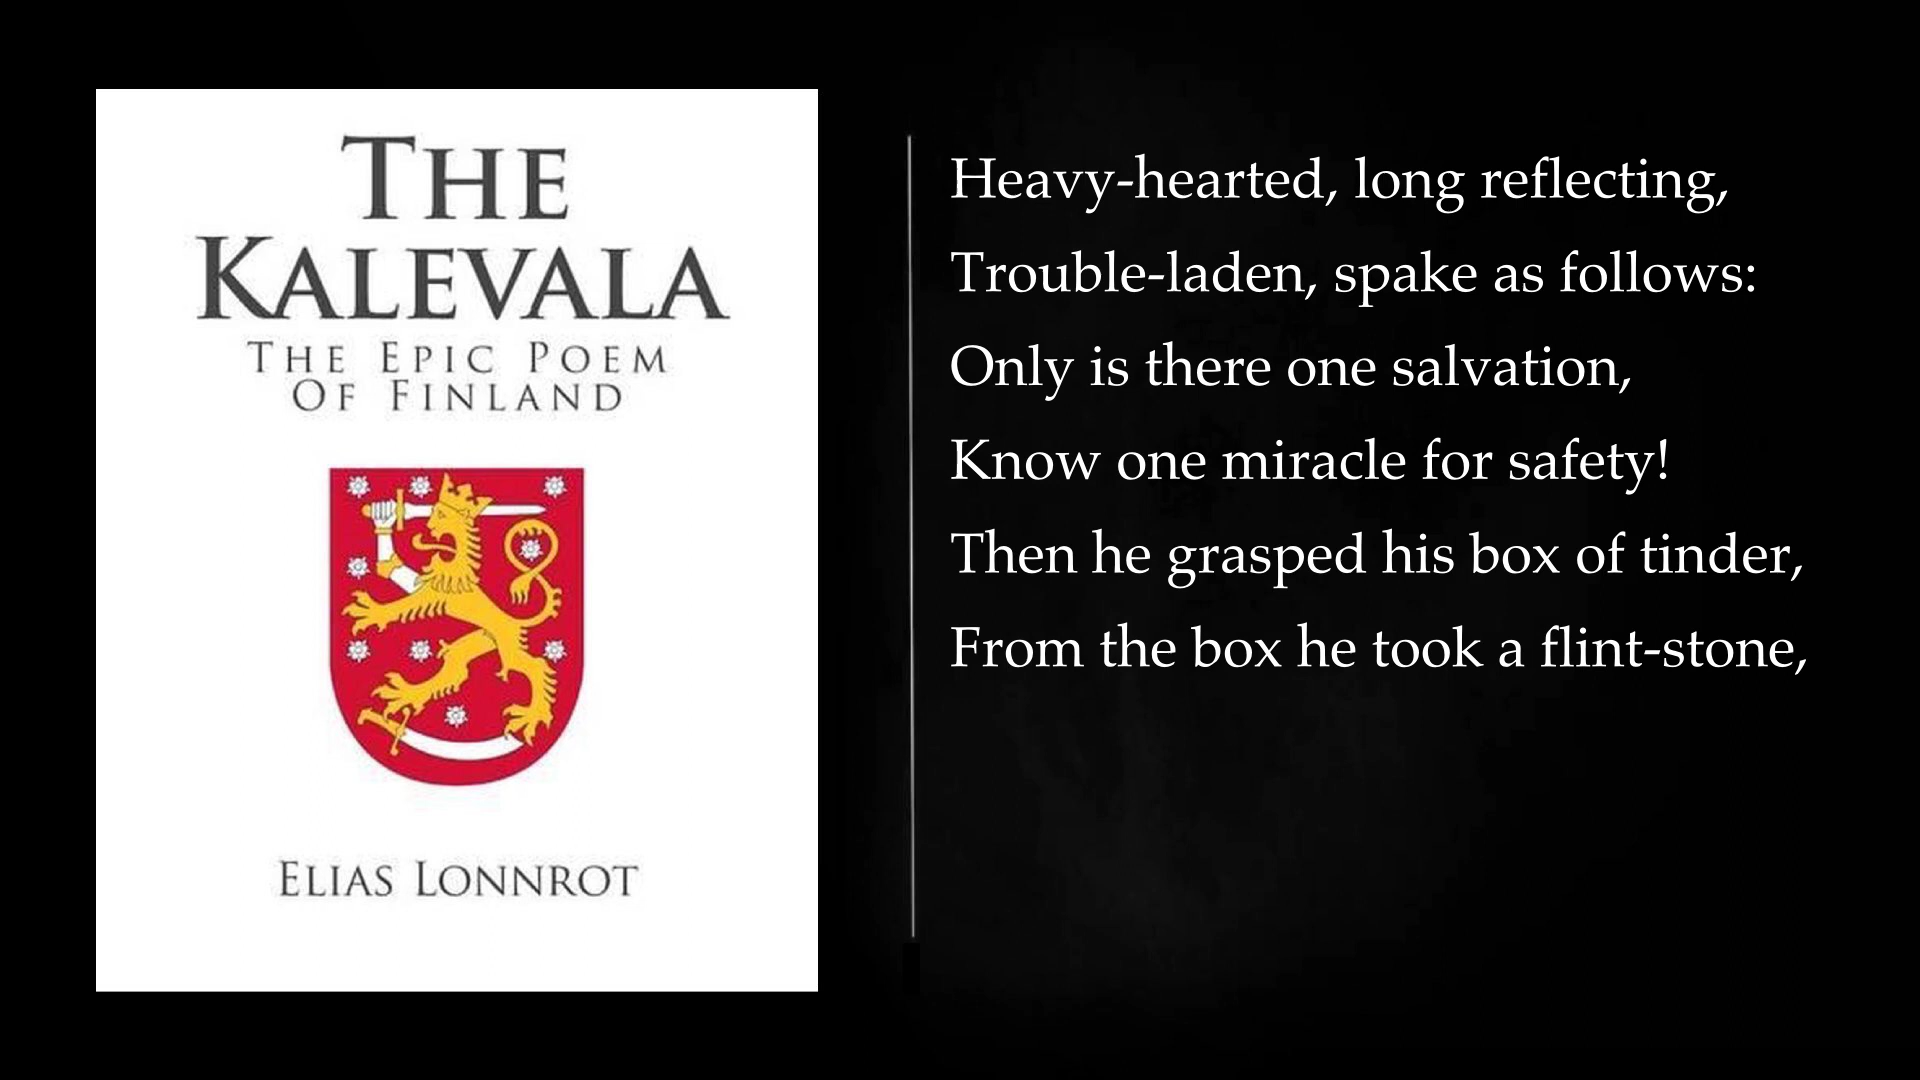 THE
KALEVALA
THE EPIC POEM
OF FINLAND
ELIAS LONNROT
Heavy-hearted, long reflecting,
Trouble-laden, spake as follows:
Only is there one salvation,
Know one miracle for safety!
Then he grasped his box of tinder,
From the box he took a flint-stone,